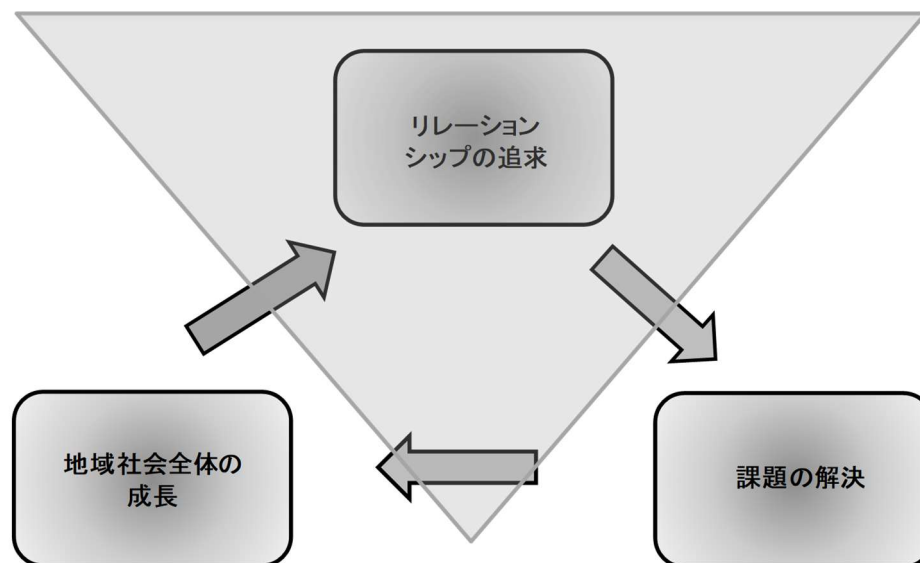 リレーション
シップの追求
地域社会全体の
成長
課題の解決